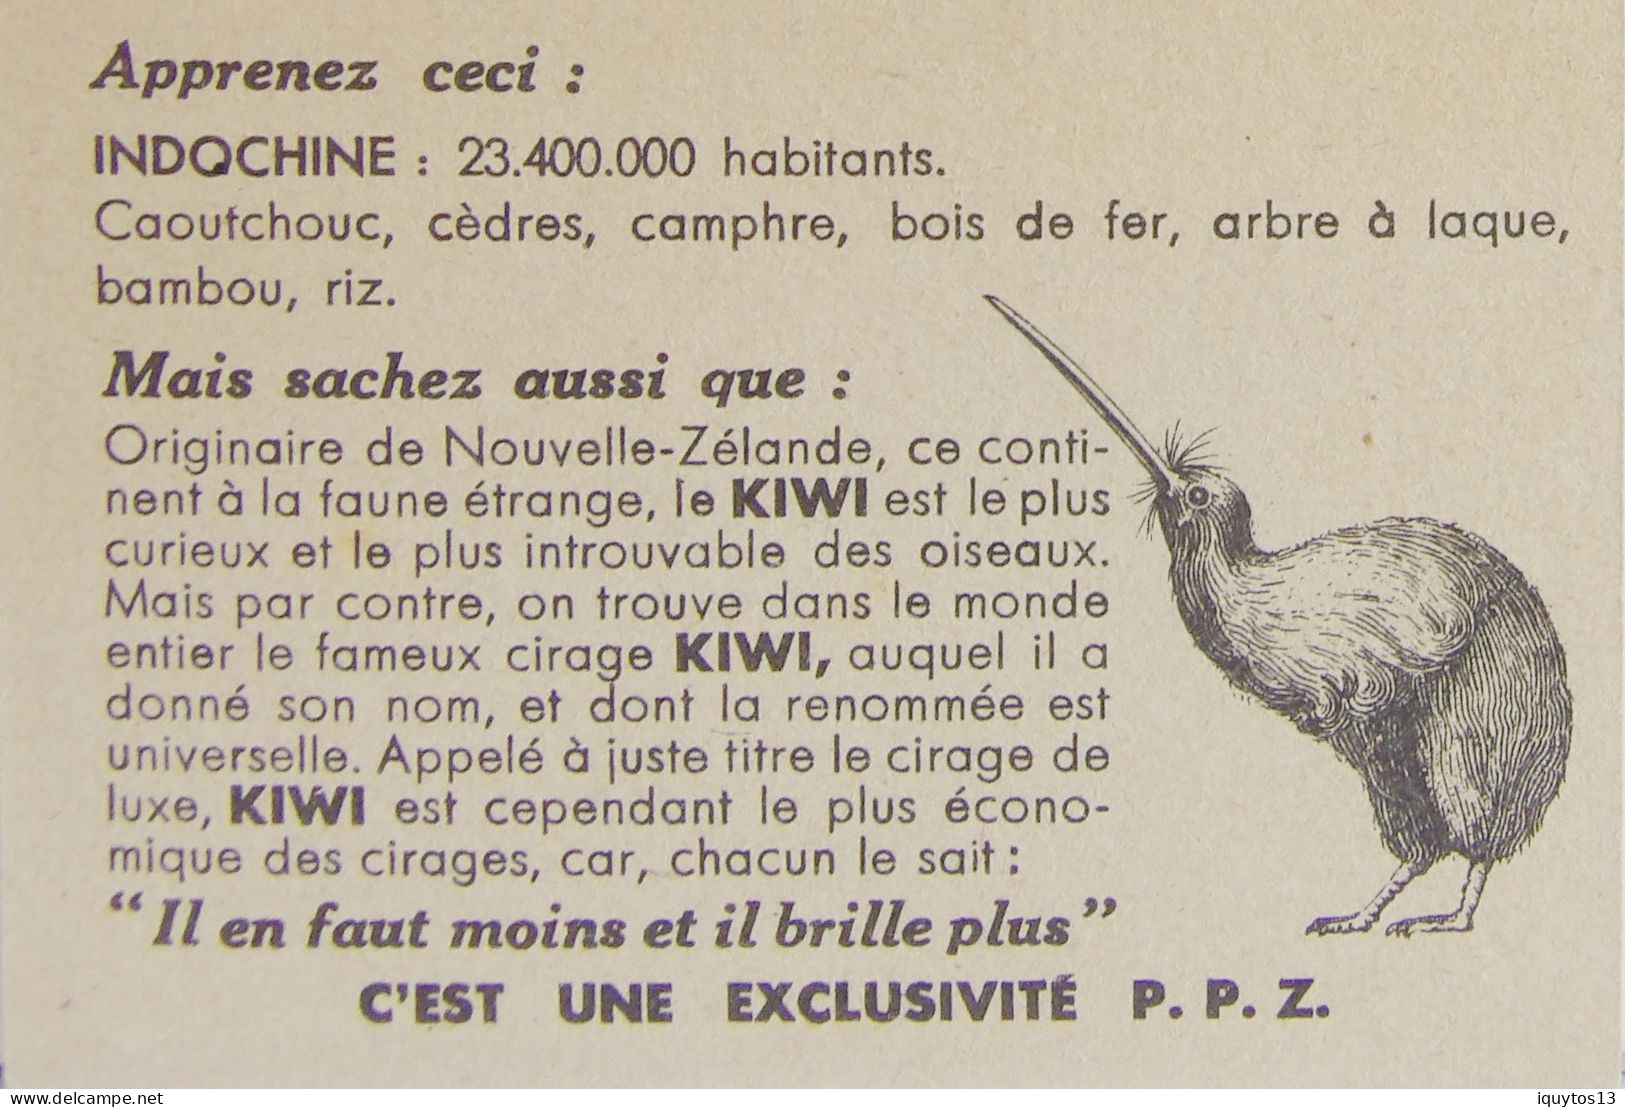 Apprenez ceci :
INDOCHINE : 23.400.000 habitants.
Caoutchouc, cèdres, camphre, bois de fer, arbre à laque,
bambou, riz.
Mais sachez aussi que :
Originaire de Nouvelle-Zélande, ce conti-
nent à la faune étrange, le KIWI est le plus
curieux et le plus introuvable des oiseaux.
Mais par contre, on trouve dans le monde
entier le fameux cirage KIWI, auquel il a
donné son nom, et dont la renommée est
universelle. Appelé à juste titre le cirage de
luxe, KIWI est cependant le plus écono-
mique des cirages, car, chacun le sait :
“Il en faut moins et il brille plus”
C'EST UNE EXCLUSIVITÉ P. P. Z.
www.delcampe.net
iquytos13